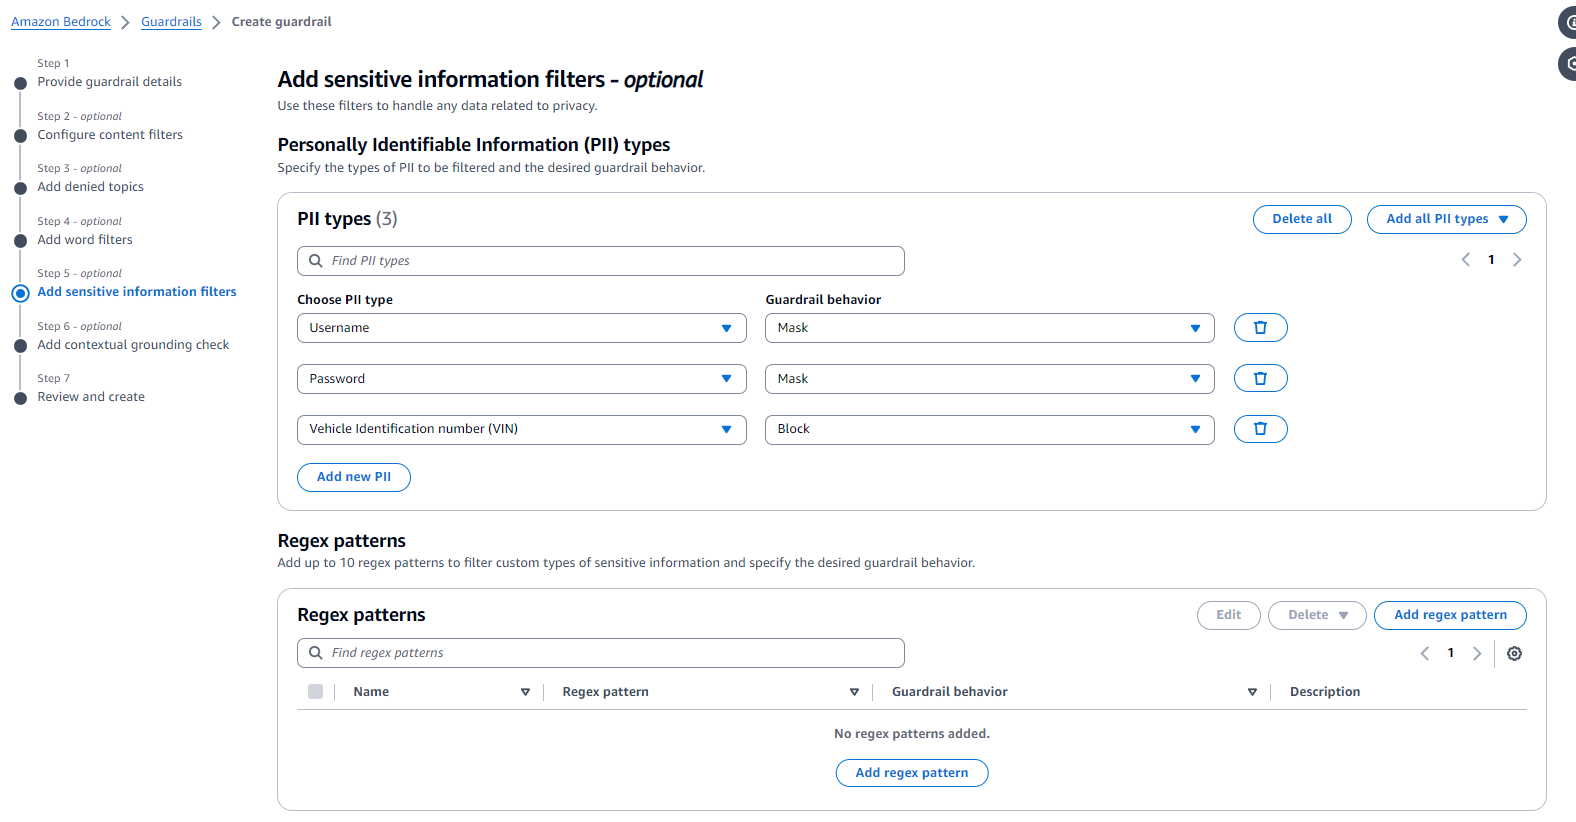 Amazon Bedrock > Guardrails > Create guardrail
Step 1
Provide guardrail details
Step 2 - optional
Configure content filters
Step 3 - optional
Add denied topics
Step 4 - optional
Add word filters
Step 5 - optional
Add sensitive information filters
Step 6 - optional
Add contextual grounding check
Step 7
Review and create
Add sensitive information filters - optional
Use these filters to handle any data related to privacy.
Personally Identifiable Information (PII) types
Specify the types of PII to be filtered and the desired guardrail behavior.
PII types (3)
Delete all
Add all PII types
Find PII types
1
Choose PII type
Guardrail behavior
Username
Mask
Password
Mask
Vehicle Identification number (VIN)
Block
Add new PII
Regex patterns
Add up to 10 regex patterns to filter custom types of sensitive information and specify the desired guardrail behavior.
Regex patterns
Edit
Delete
Add regex pattern
Find regex patterns
1
Name
Regex pattern
Guardrail behavior
Description
No regex patterns added.
Add regex pattern